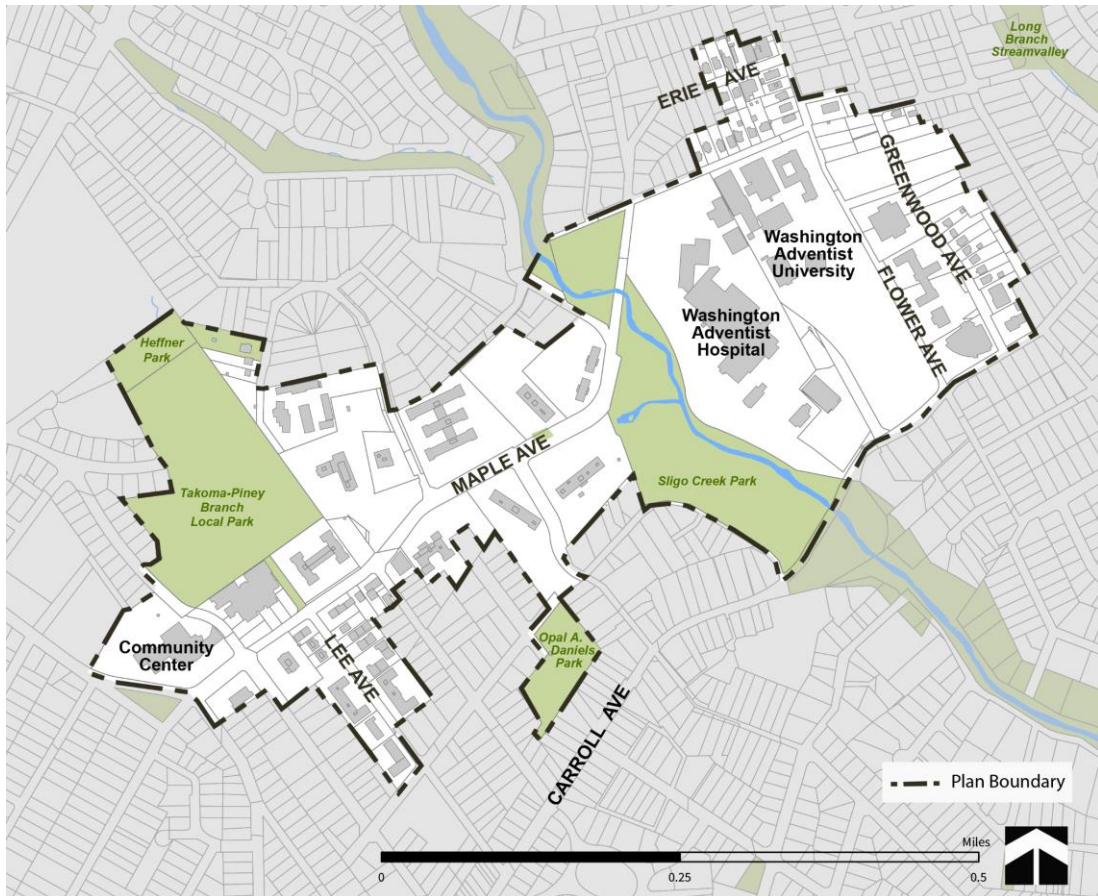 Long
Branch
Streamvalley
ERIE AVE
GREENWOOD AVE
Washington
Adventist
University
FLOWER AVE
Washington
Adventist
Hospital
Heffner
Park
MAPLE AVE
Takoma-Piney
Branch
Local Park
Sligo Creek Park
Community
Center
LEE AVE
Opal A.
Daniels
Park
CARROLL AVE
Plan Boundary
Miles
0 0.25 0.5